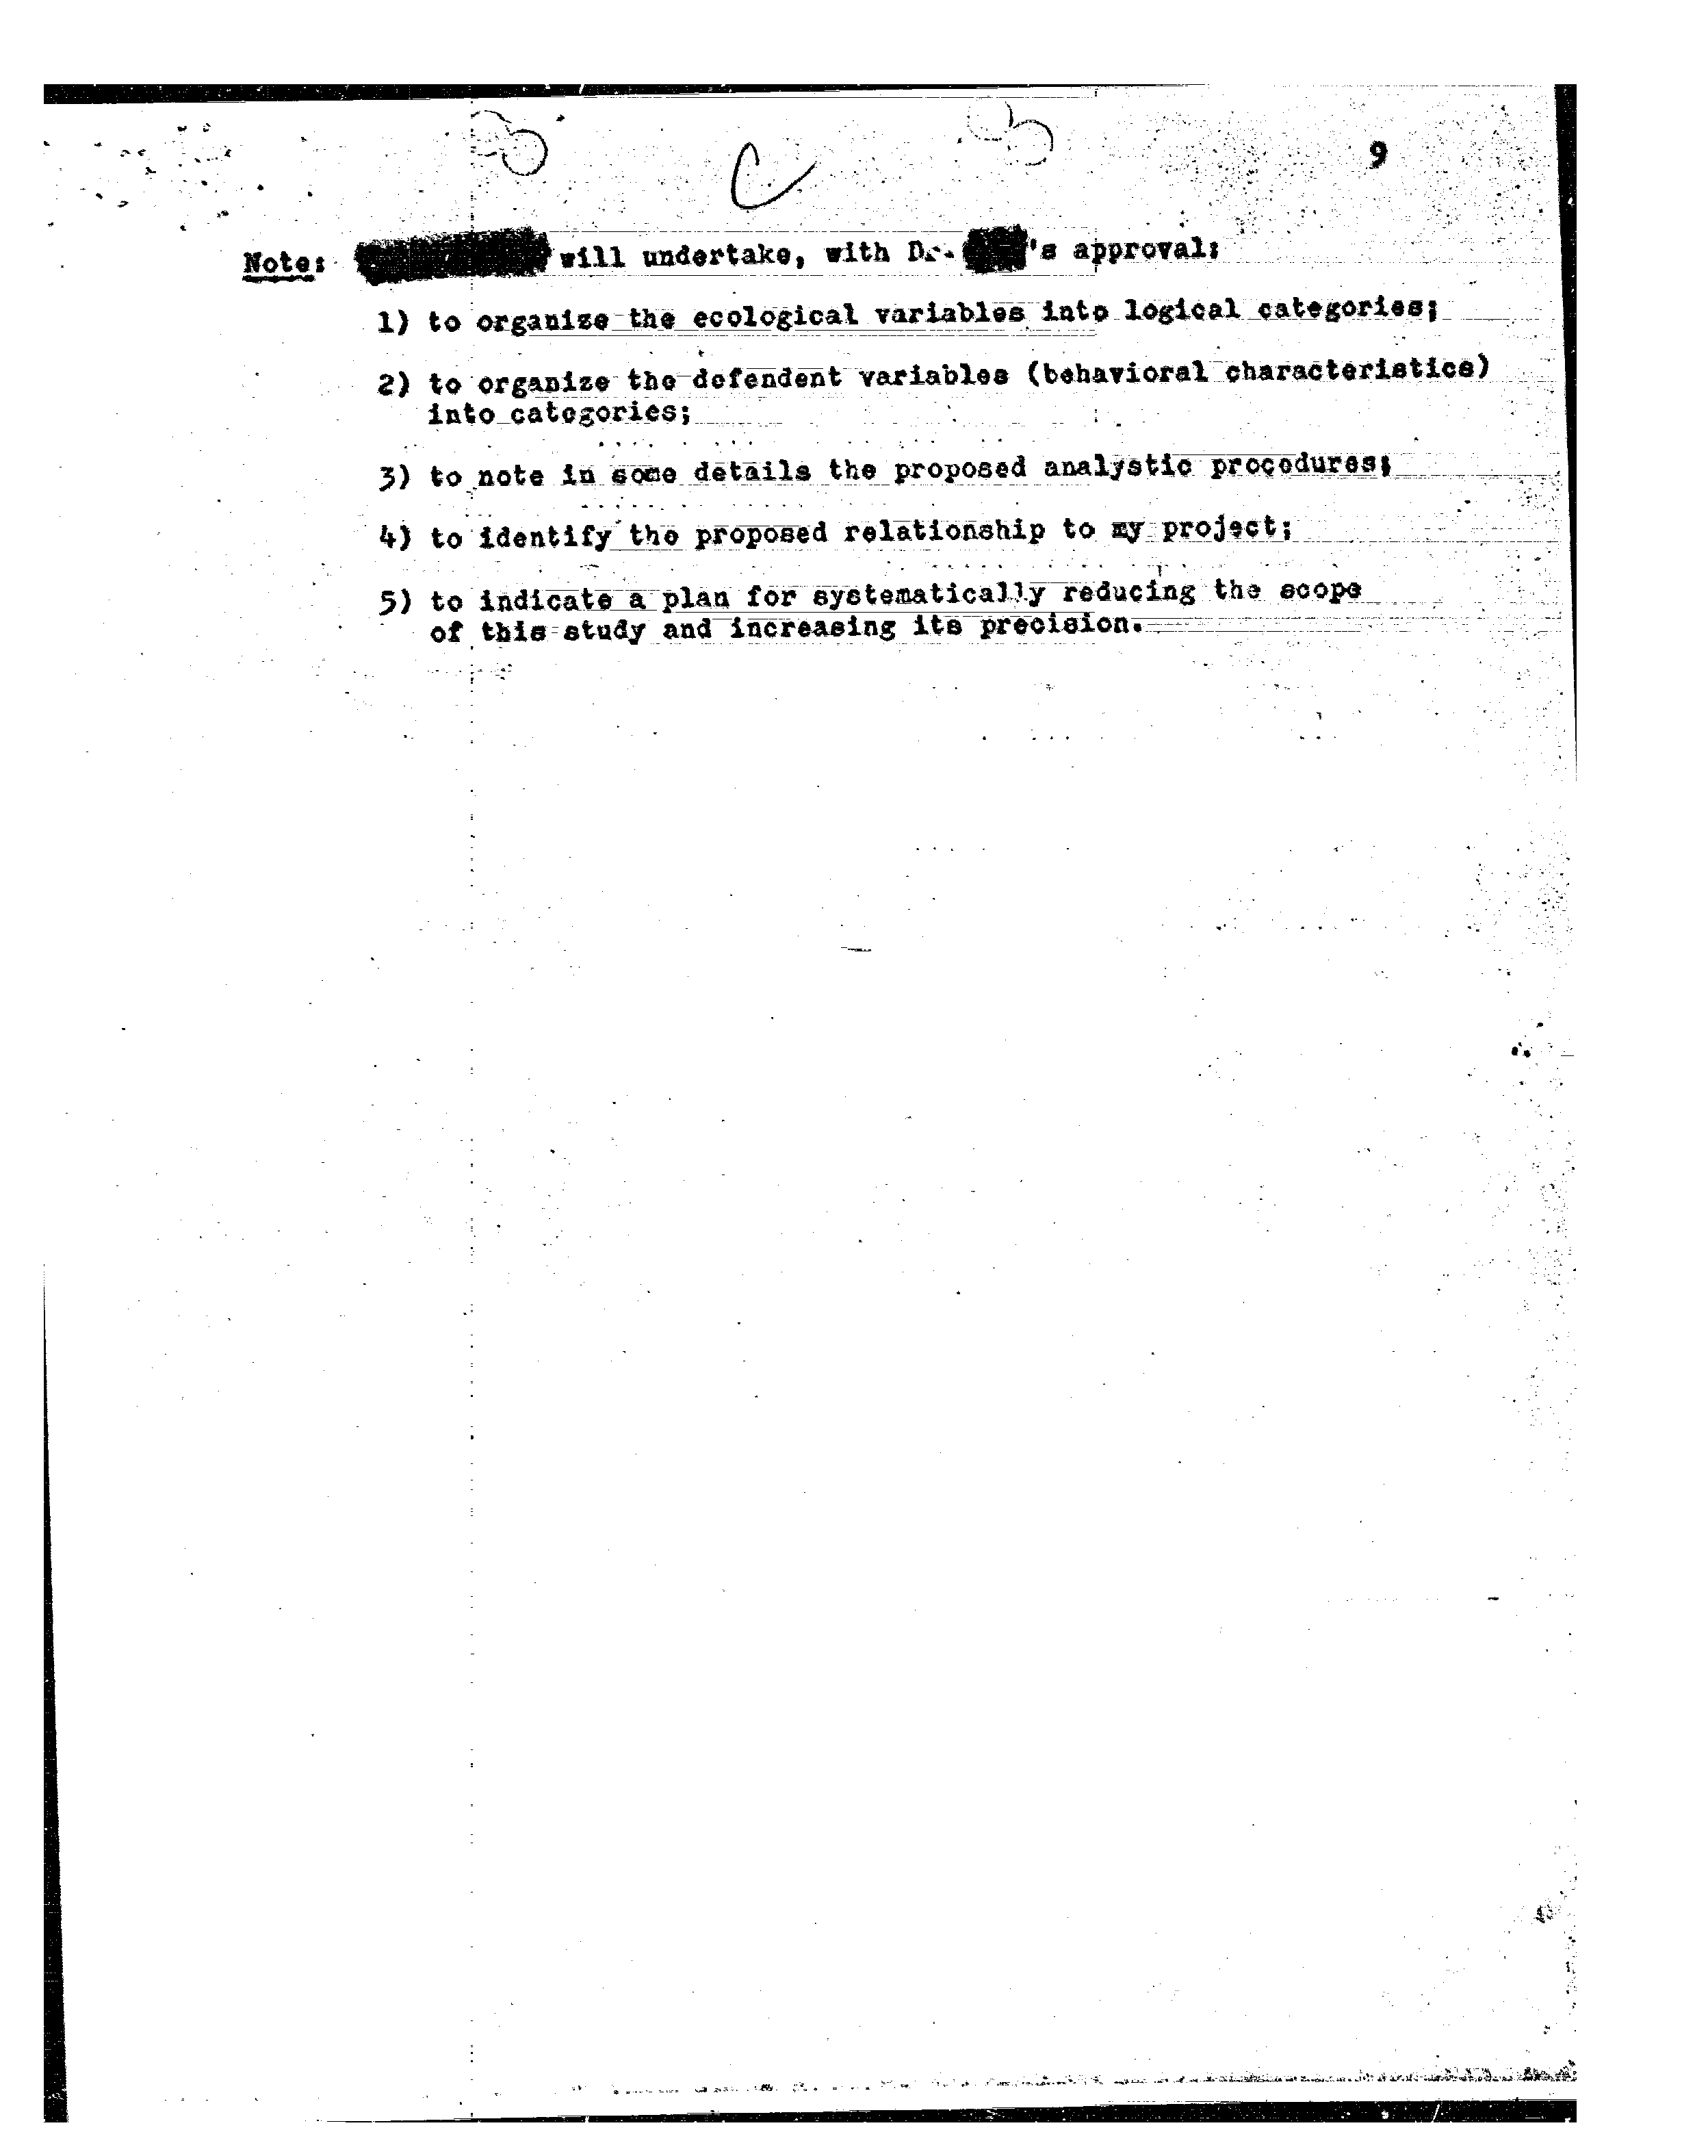 C
9
Note: will undertake, with Dr. 's approval:
1) to organize the ecological variables into logical categories;
2) to organize the defendent variables (behavioral characteristics)
into categories;
3) to note in some details the proposed analystic procedures;
4) to identify the proposed relationship to my project;
5) to indicate a plan for systematically reducing the scope
of this study and increasing its precision.